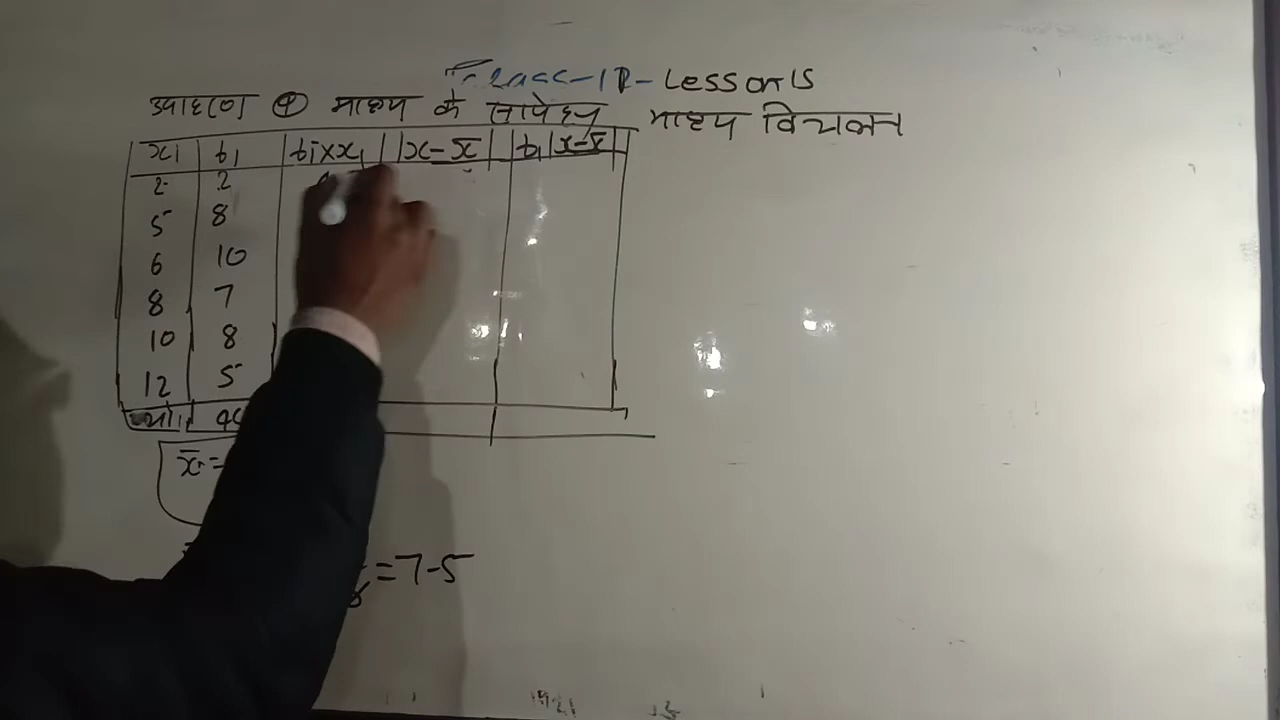 Class-11-Lesson 15
उदाहरण ④ माध्य के सापेक्ष माध्य विचलन
xi fi fi×xi |x-x̄| fi|x-x̄|
2 2
5 8
6 10
8 7
10 8
12 5
योग
x̄ =
=7.5